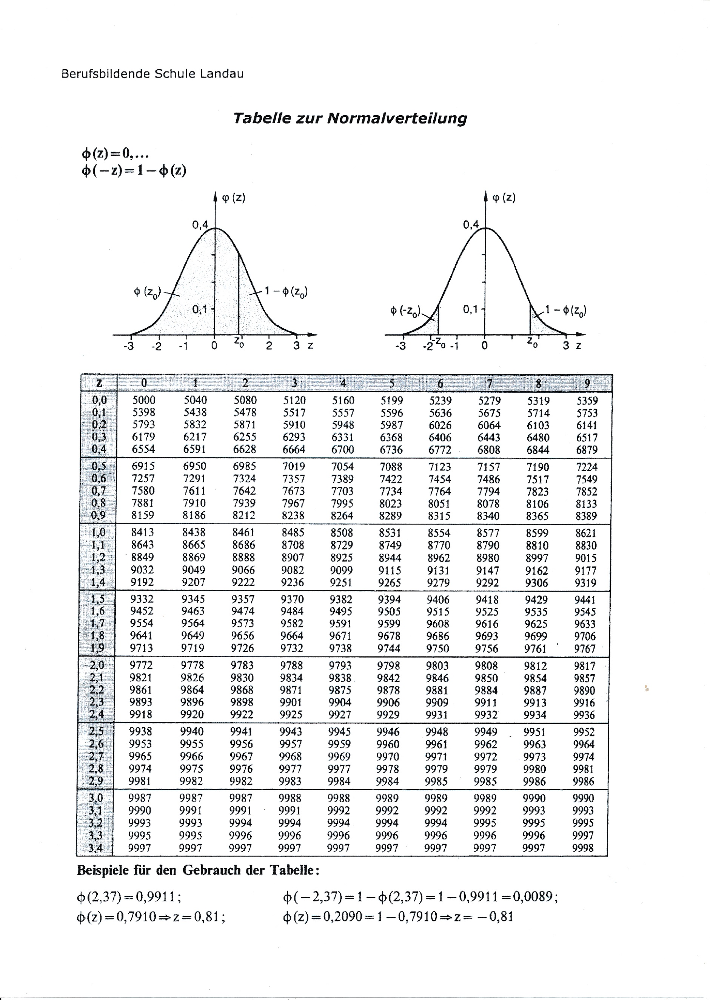 Berufsbildende Schule Landau
Tabelle zur Normalverteilung
ϕ(z)=0,...
ϕ(−z)=1−ϕ(z)
φ (z)
0,4
ϕ (z₀)
1−ϕ(z₀)
0,1
-3 -2 -1 0 z₀ 2 3 z
φ (z)
0,4
ϕ(-z₀)
0,1
1−ϕ(z₀)
-3 -2 -z₀ -1 0 z₀ 3 z
z 0 1 2 3 4 5 6 7 8 9
0,0 5000 5040 5080 5120 5160 5199 5239 5279 5319 5359
0,1 5398 5438 5478 5517 5557 5596 5636 5675 5714 5753
0,2 5793 5832 5871 5910 5948 5987 6026 6064 6103 6141
0,3 6179 6217 6255 6293 6331 6368 6406 6443 6480 6517
0,4 6554 6591 6628 6664 6700 6736 6772 6808 6844 6879
0,5 6915 6950 6985 7019 7054 7088 7123 7157 7190 7224
0,6 7257 7291 7324 7357 7389 7422 7454 7486 7517 7549
0,7 7580 7611 7642 7673 7703 7734 7764 7794 7823 7852
0,8 7881 7910 7939 7967 7995 8023 8051 8078 8106 8133
0,9 8159 8186 8212 8238 8264 8289 8315 8340 8365 8389
1,0 8413 8438 8461 8485 8508 8531 8554 8577 8599 8621
1,1 8643 8665 8686 8708 8729 8749 8770 8790 8810 8830
1,2 8849 8869 8888 8907 8925 8944 8962 8980 8997 9015
1,3 9032 9049 9066 9082 9099 9115 9131 9147 9162 9177
1,4 9192 9207 9222 9236 9251 9265 9279 9292 9306 9319
1,5 9332 9345 9357 9370 9382 9394 9406 9418 9429 9441
1,6 9452 9463 9474 9484 9495 9505 9515 9525 9535 9545
1,7 9554 9564 9573 9582 9591 9599 9608 9616 9625 9633
1,8 9641 9649 9656 9664 9671 9678 9686 9693 9699 9706
1,9 9713 9719 9726 9732 9738 9744 9750 9756 9761 9767
2,0 9772 9778 9783 9788 9793 9798 9803 9808 9812 9817
2,1 9821 9826 9830 9834 9838 9842 9846 9850 9854 9857
2,2 9861 9864 9868 9871 9875 9878 9881 9884 9887 9890
2,3 9893 9896 9898 9901 9904 9906 9909 9911 9913 9916
2,4 9918 9920 9922 9925 9927 9929 9931 9932 9934 9936
2,5 9938 9940 9941 9943 9945 9946 9948 9949 9951 9952
2,6 9953 9955 9956 9957 9959 9960 9961 9962 9963 9964
2,7 9965 9966 9967 9968 9969 9970 9971 9972 9973 9974
2,8 9974 9975 9976 9977 9977 9978 9979 9979 9980 9981
2,9 9981 9982 9982 9983 9984 9984 9985 9985 9986 9986
3,0 9987 9987 9987 9988 9988 9989 9989 9989 9990 9990
3,1 9990 9991 9991 9991 9992 9992 9992 9992 9993 9993
3,2 9993 9993 9994 9994 9994 9994 9994 9995 9995 9995
3,3 9995 9995 9996 9996 9996 9996 9996 9996 9996 9997
3,4 9997 9997 9997 9997 9997 9997 9997 9997 9997 9998
Beispiele für den Gebrauch der Tabelle:
ϕ(2,37)=0,9911; ϕ(−2,37)=1−ϕ(2,37)=1−0,9911=0,0089;
ϕ(z)=0,7910⇒z=0,81; ϕ(z)=0,2090=1−0,7910⇒z=−0,81